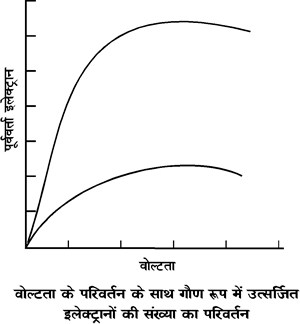 पूर्ववर्ती इलेक्ट्रान
वोल्टता
वोल्टता के परिवर्तन के साथ गौण रूप में उत्सर्जित
इलेक्ट्रानों की संख्या का परिवर्तन